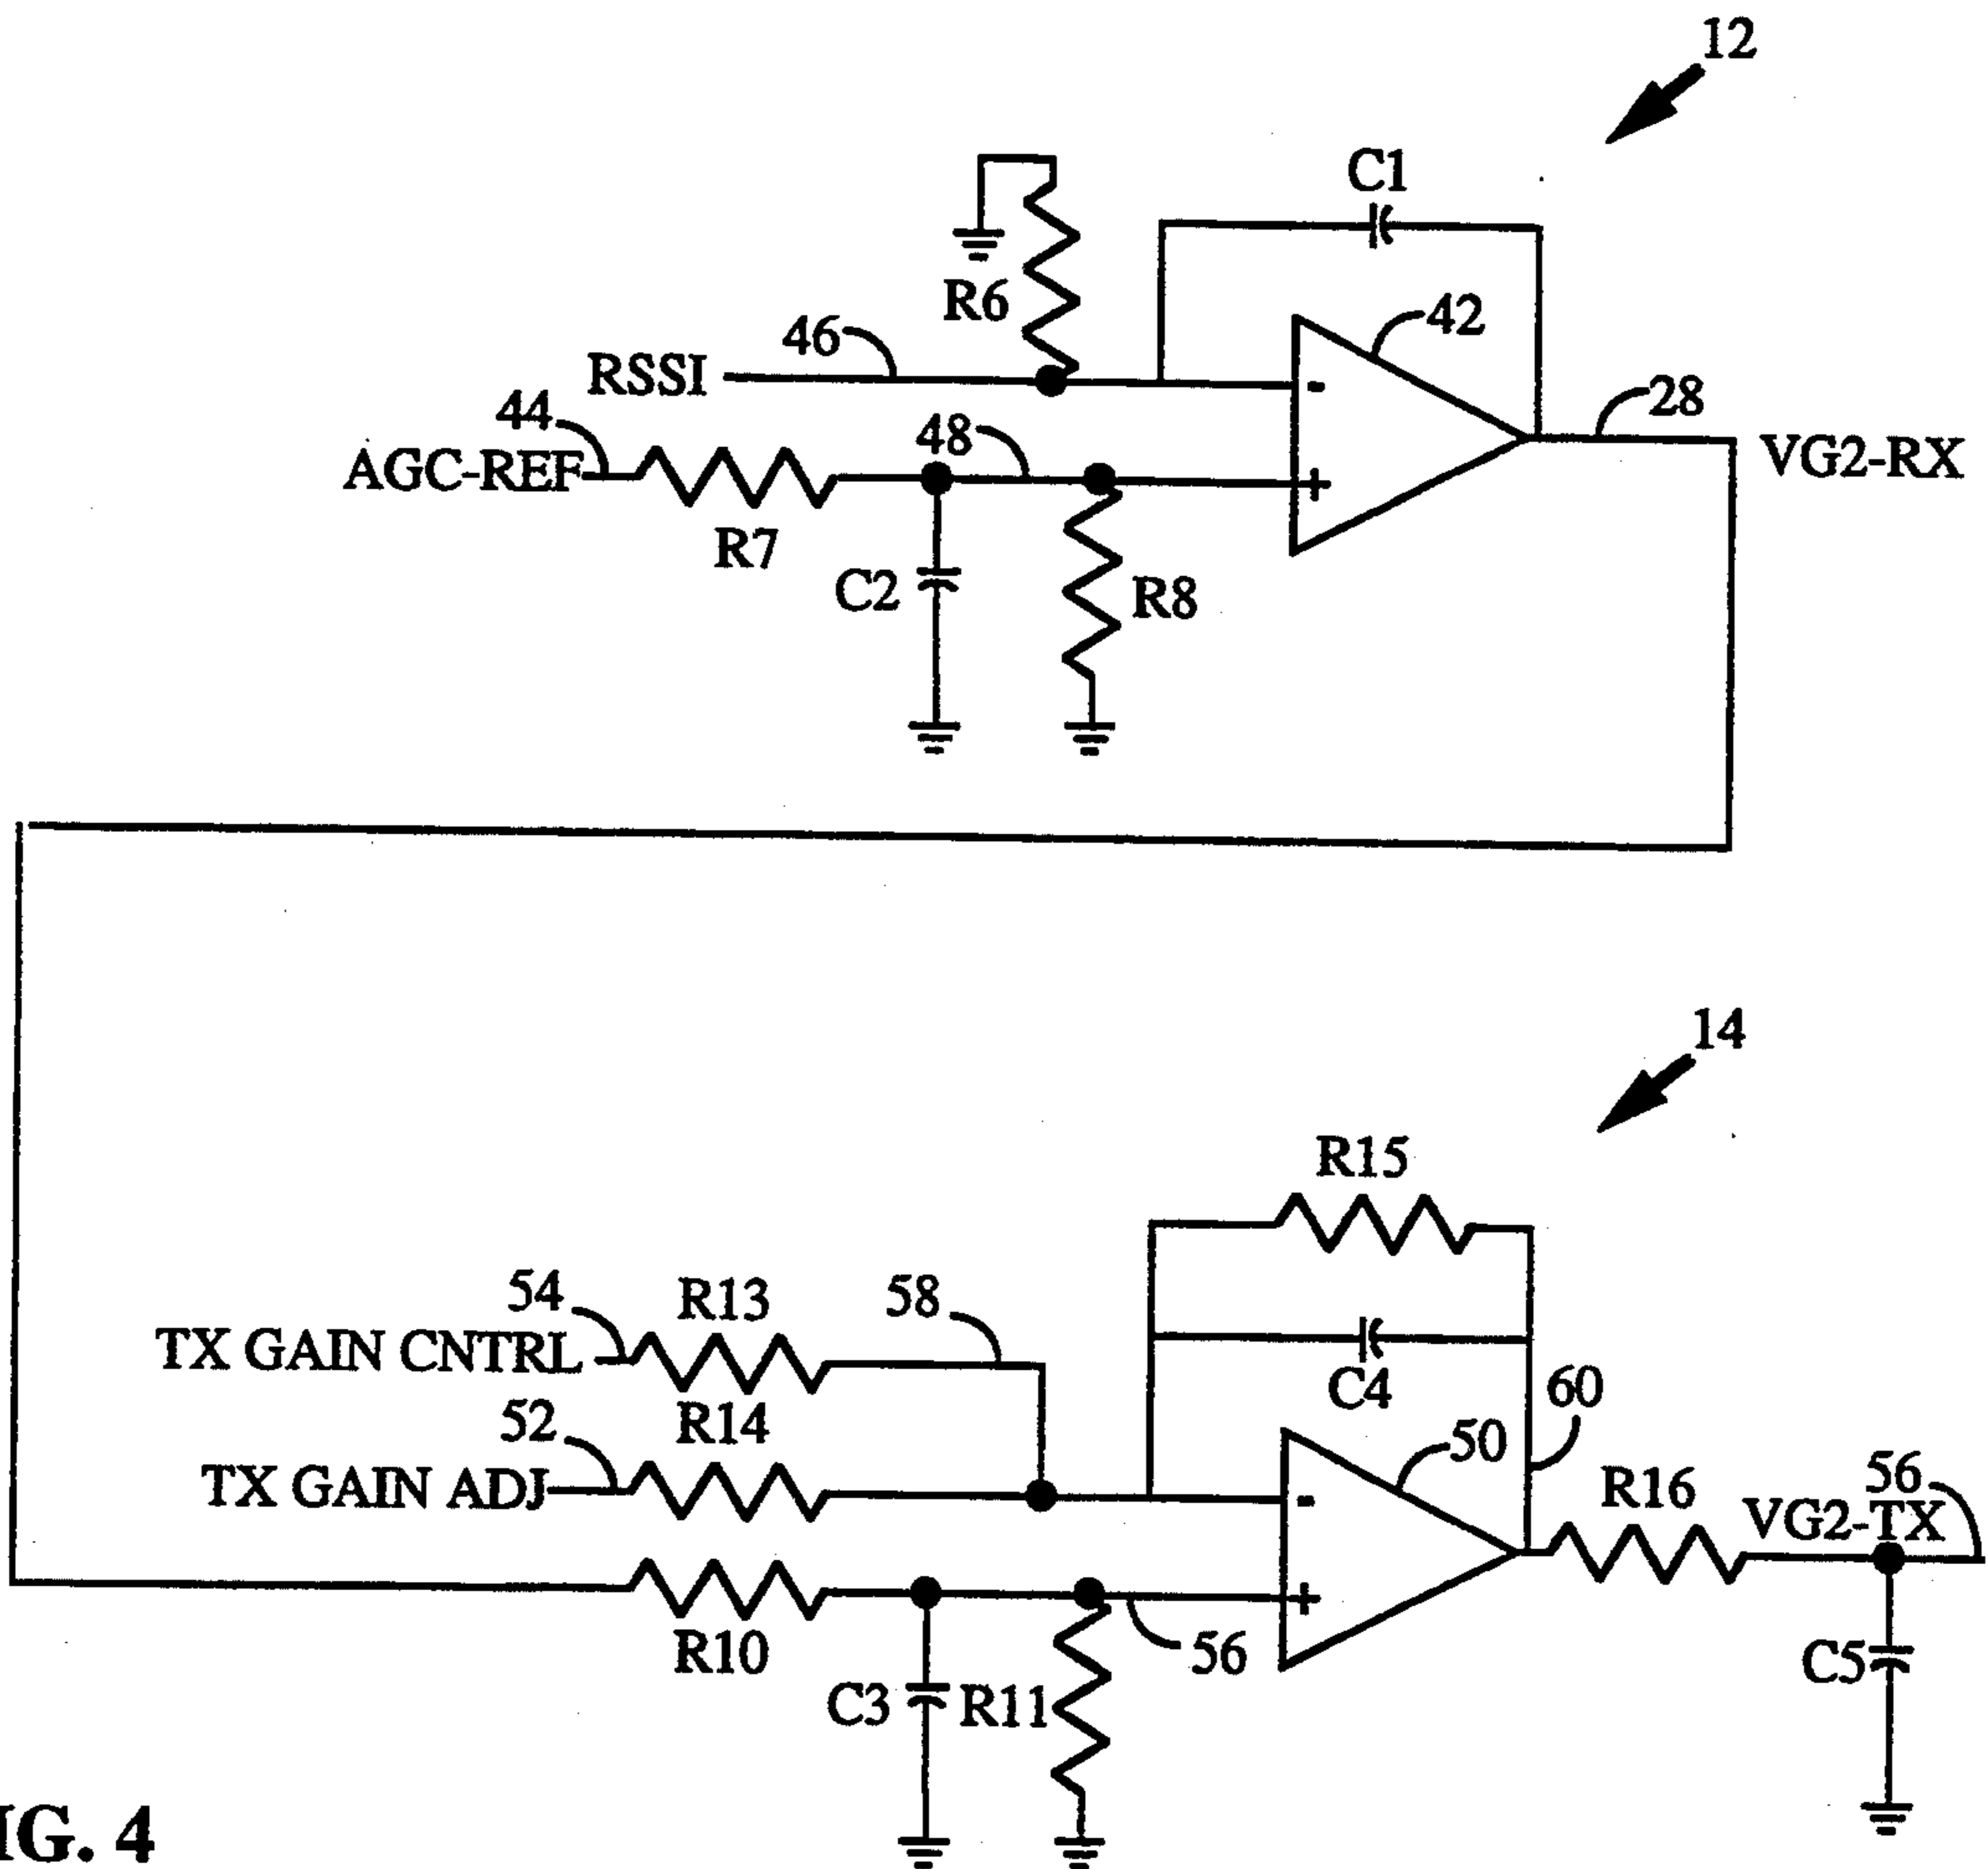 12
C1
R6
42
46
RSSI
28
44
48
AGC-REF
VG2-RX
-
+
R7
C2
R8
14
R15
54
R13
58
TX GAIN CNTRL
C4
60
52
R14
50
56
TX GAIN ADJ
R16
VG2-TX
-
+
R10
56
C3
R11
C5
IG. 4